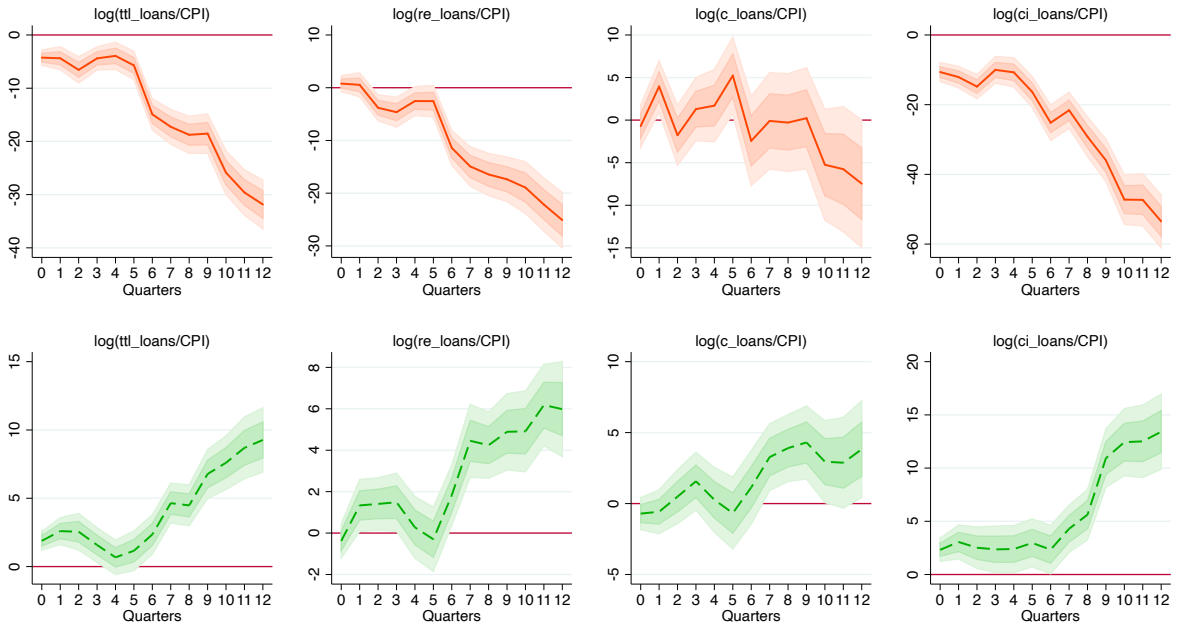 log(ttl_loans/CPI)
0
-10
-20
-30
-40
0 1 2 3 4 5 6 7 8 9 10 11 12
Quarters
log(re_loans/CPI)
10
0
-10
-20
-30
0 1 2 3 4 5 6 7 8 9 10 11 12
Quarters
log(c_loans/CPI)
10
5
0
-5
-10
-15
0 1 2 3 4 5 6 7 8 9 10 11 12
Quarters
log(ci_loans/CPI)
0
-20
-40
-60
0 1 2 3 4 5 6 7 8 9 10 11 12
Quarters
log(ttl_loans/CPI)
15
10
5
0
0 1 2 3 4 5 6 7 8 9 10 11 12
Quarters
log(re_loans/CPI)
8
6
4
2
0
-2
0 1 2 3 4 5 6 7 8 9 10 11 12
Quarters
log(c_loans/CPI)
10
5
0
-5
0 1 2 3 4 5 6 7 8 9 10 11 12
Quarters
log(ci_loans/CPI)
20
15
10
5
0
0 1 2 3 4 5 6 7 8 9 10 11 12
Quarters